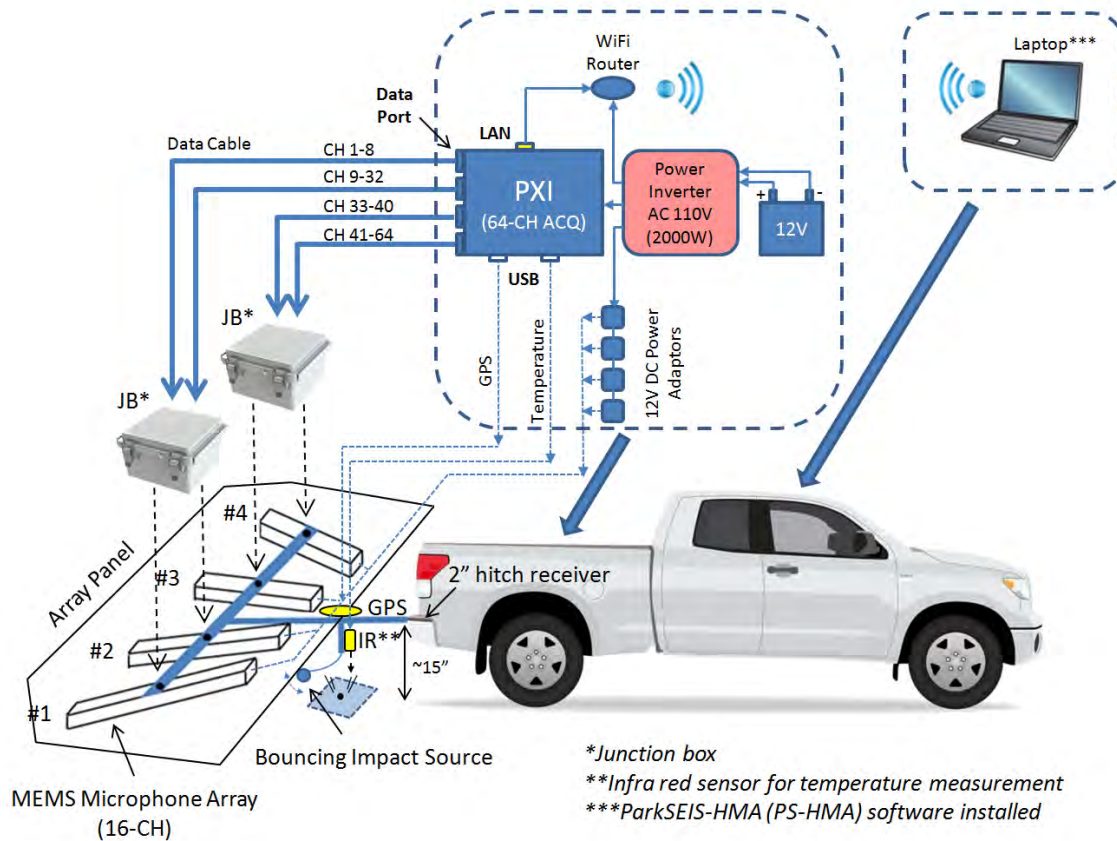 WiFi
Router
Laptop***
Data
Port
LAN
Data Cable
CH 1-8
CH 9-32
CH 33-40
CH 41-64
PXI
(64-CH ACQ)
Power
Inverter
AC 110V
(2000W)
+
-
12V
USB
JB*
JB*
GPS
Temperature
12V DC Power
Adaptors
Array Panel
#4
#3
#2
#1
2” hitch receiver
GPS
IR**
~15”
Bouncing Impact Source
MEMS Microphone Array
(16-CH)
*Junction box
**Infra red sensor for temperature measurement
***ParkSEIS-HMA (PS-HMA) software installed